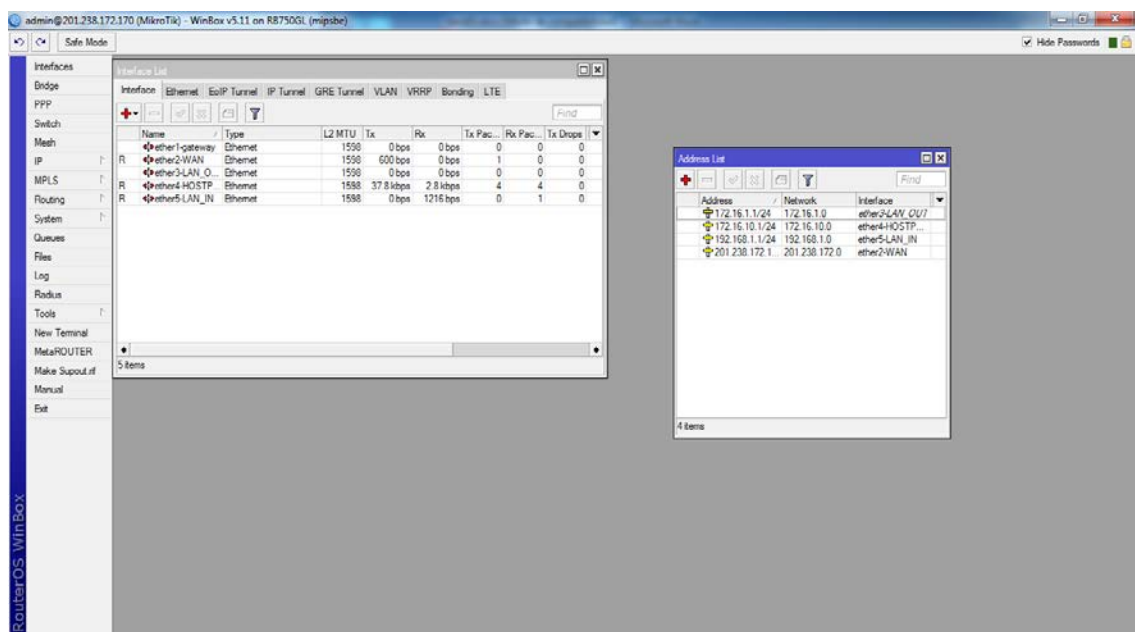 admin@201.238.172.170 (MikroTik) - WinBox v5.11 on RB750GL (mipsbe)
Safe Mode
Hide Passwords
Interfaces
Bridge
PPP
Switch
Mesh
IP
MPLS
Routing
System
Queues
Files
Log
Radius
Tools
New Terminal
MetaROUTER
Make Supout.rif
Manual
Exit
RouterOS WinBox
Interface List
Interface Ethernet EoIP Tunnel IP Tunnel GRE Tunnel VLAN VRRP Bonding LTE
Find
Name Type L2 MTU Tx Rx Tx Pac... Rx Pac... Tx Drops
ether1-gateway Ethernet 1598 0 bps 0 bps 0 0 0
R ether2-WAN Ethernet 1598 600 bps 0 bps 1 0 0
ether3-LAN_O... Ethernet 1598 0 bps 0 bps 0 0 0
R ether4-HOSTP... Ethernet 1598 37.8 kbps 2.8 kbps 4 4 0
R ether5-LAN_IN Ethernet 1598 0 bps 1216 bps 0 1 0
5 items
Address List
Find
Address Network Interface
172.16.1.1/24 172.16.1.0 ether3-LAN_OUT
172.16.10.1/24 172.16.10.0 ether4-HOSTP...
192.168.1.1/24 192.168.1.0 ether5-LAN_IN
201.238.172.1... 201.238.172.0 ether2-WAN
4 items